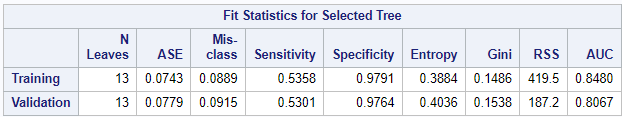 Fit Statistics for Selected Tree
N Leaves ASE Mis- class Sensitivity Specificity Entropy Gini RSS AUC
Training 13 0.0743 0.0889 0.5358 0.9791 0.3884 0.1486 419.5 0.8480
Validation 13 0.0779 0.0915 0.5301 0.9764 0.4036 0.1538 187.2 0.8067